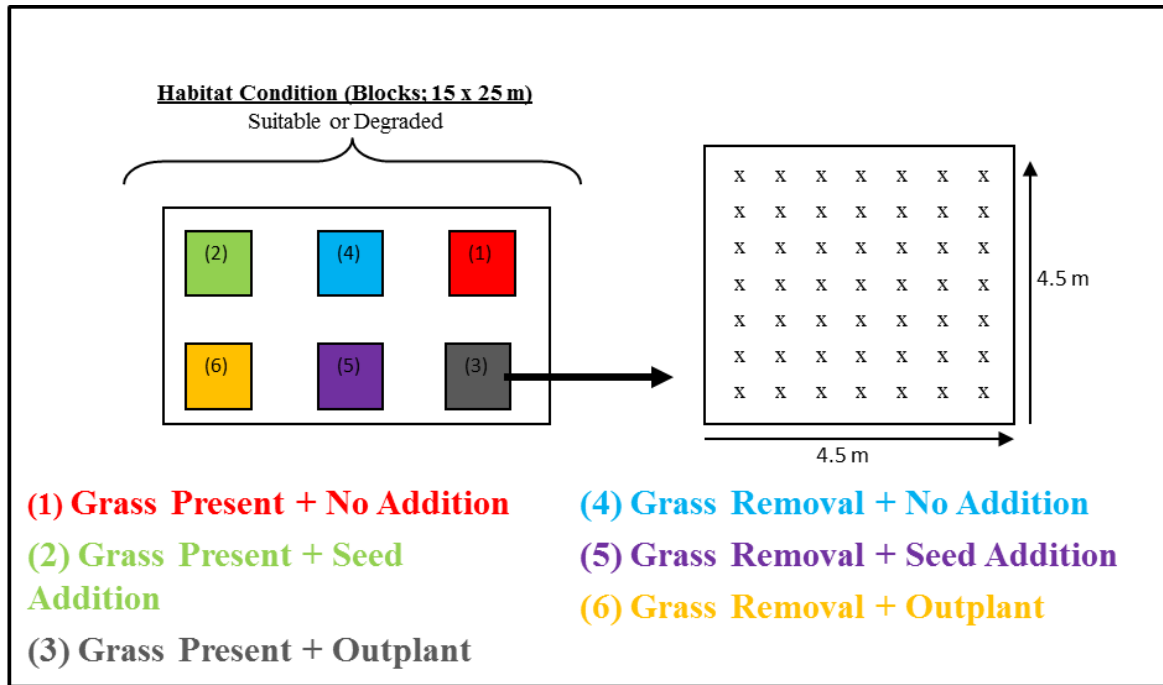 Habitat Condition (Blocks; 15 x 25 m)
Suitable or Degraded
(2) (4) (1)
(6) (5) (3)
x x x x x x x
x x x x x x x
x x x x x x x
x x x x x x x
x x x x x x x
x x x x x x x
x x x x x x x
4.5 m
4.5 m
(1) Grass Present + No Addition
(2) Grass Present + Seed
Addition
(3) Grass Present + Outplant
(4) Grass Removal + No Addition
(5) Grass Removal + Seed Addition
(6) Grass Removal + Outplant